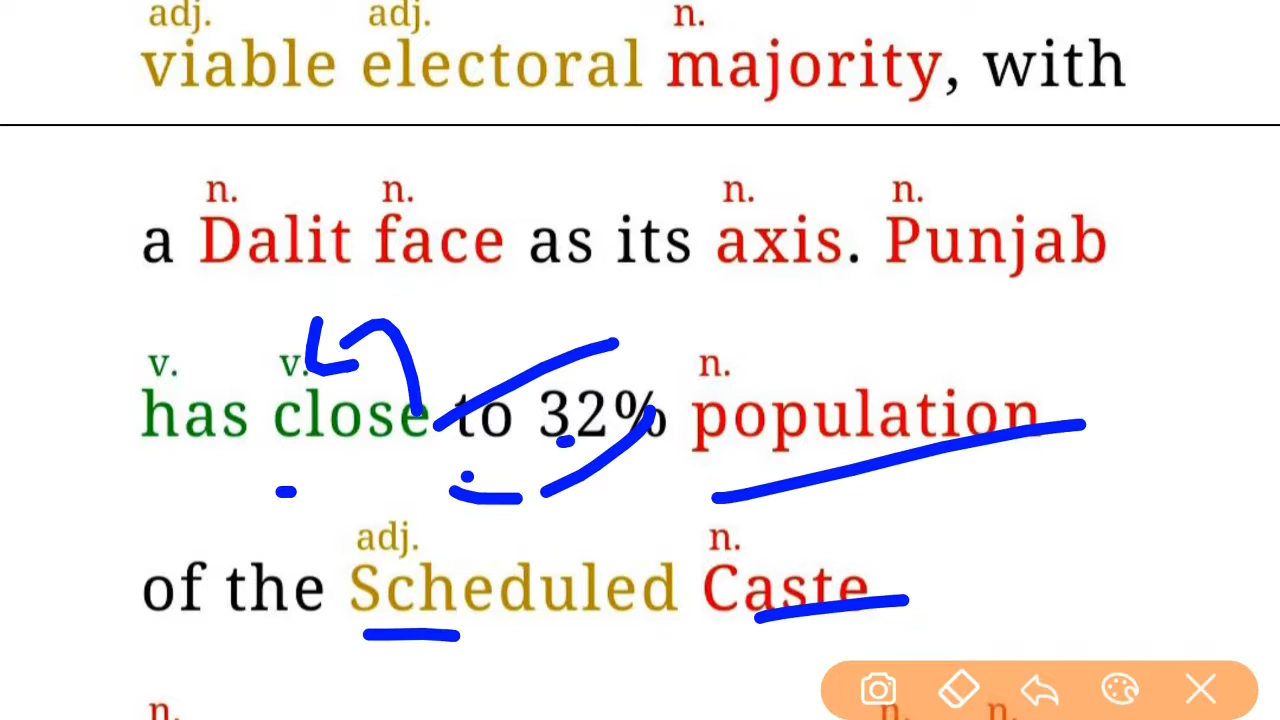 adj. adj. n.
viable electoral majority, with
n. n. n. n.
a Dalit face as its axis. Punjab
v. v. n.
has close to 32% population
adj. n.
of the Scheduled Caste
n. n. n.